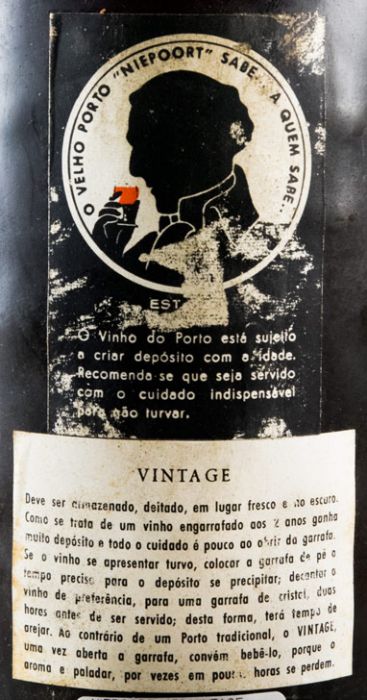 O VELHO PORTO "NIEPOORT" SABE... A QUEM SABE...
EST
O Vinho do Porto está sujeito
a criar depósito com a idade.
Recomenda-se que seja servido
com o cuidado indispensável
para não turvar.
VINTAGE
Deve ser armazenado, deitado, em lugar fresco e no escuro.
Como se trata de um vinho engarrafado aos 2 anos ganha
muito depósito e todo o cuidado é pouco ao abrir da garrafa.
Se o vinho se apresentar turvo, colocar a garrafa de pé o
tempo preciso para o depósito se precipitar; decantar o
vinho de preferência, para uma garrafa de cristal, duas
horas antes de ser servido; desta forma, terá tempo de
arejar. Ao contrário de um Porto tradicional, o VINTAGE,
uma vez aberta a garrafa, convém bebê-lo, porque o
aroma e paladar, por vezes em poucas horas se perdem.